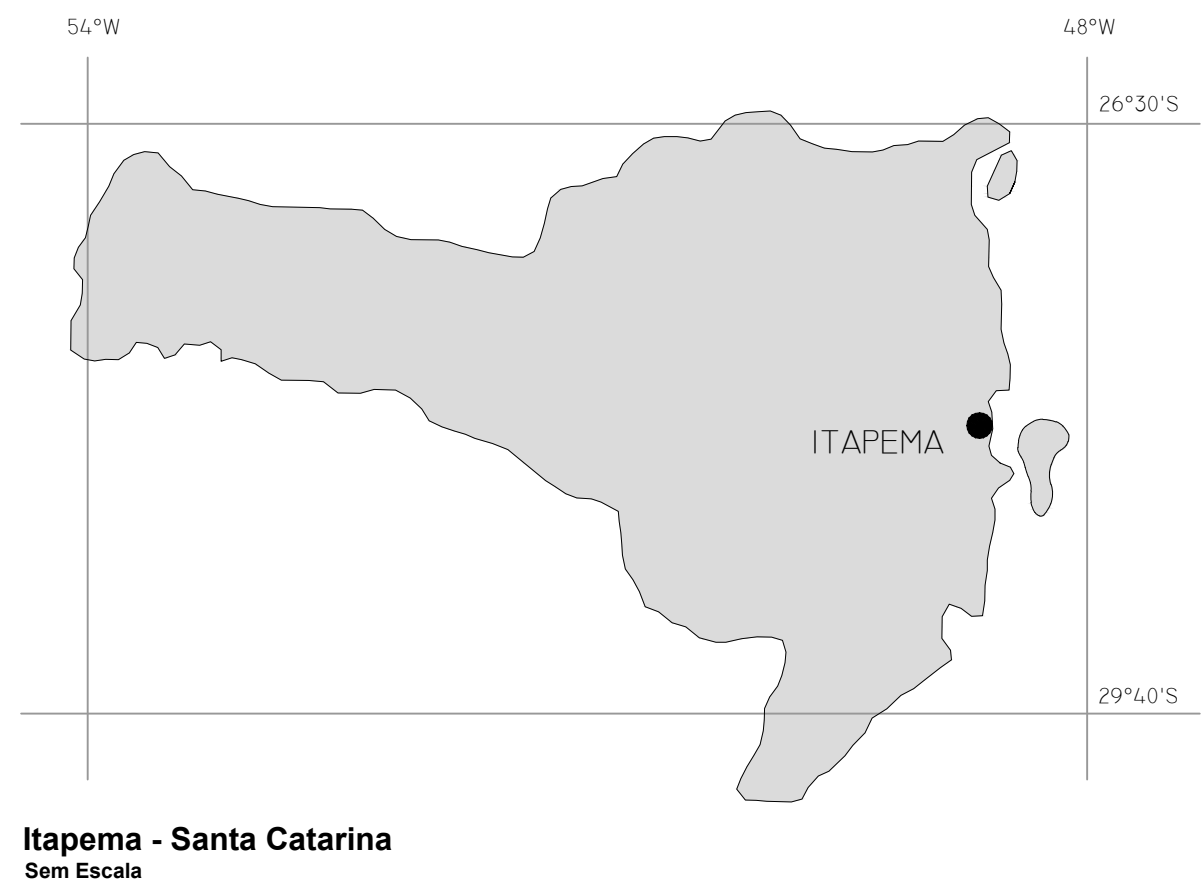 54°W
48°W
26°30'S
ITAPEMA
29°40'S
Itapema - Santa Catarina
Sem Escala